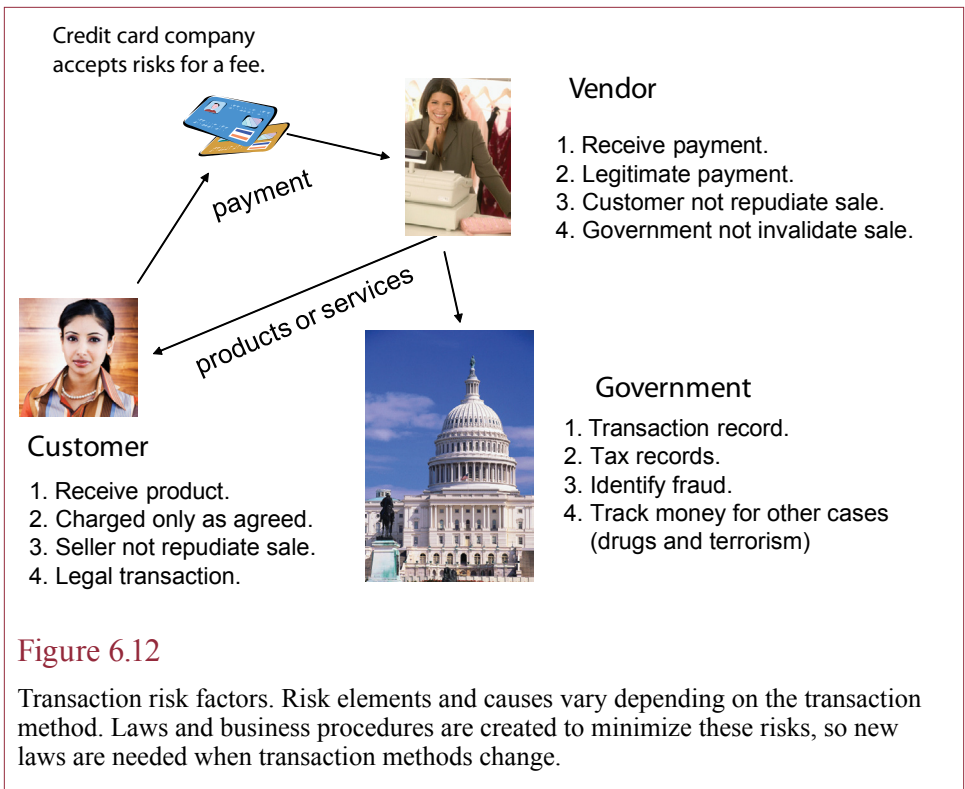 Credit card company
accepts risks for a fee.
payment
Vendor
1. Receive payment.
2. Legitimate payment.
3. Customer not repudiate sale.
4. Government not invalidate sale.
products or services
Customer
1. Receive product.
2. Charged only as agreed.
3. Seller not repudiate sale.
4. Legal transaction.
Government
1. Transaction record.
2. Tax records.
3. Identify fraud.
4. Track money for other cases
(drugs and terrorism)
Figure 6.12
Transaction risk factors. Risk elements and causes vary depending on the transaction
method. Laws and business procedures are created to minimize these risks, so new
laws are needed when transaction methods change.